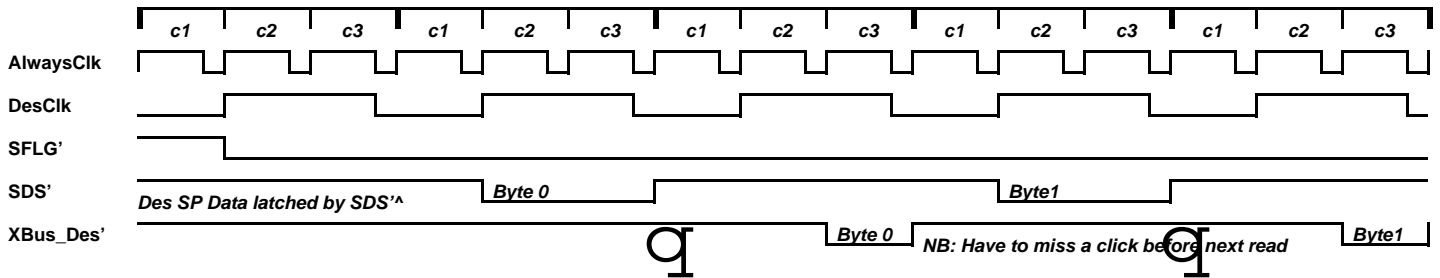 c1 c2 c3 c1 c2 c3 c1 c2 c3 c1 c2 c3 c1 c2 c3
AlwaysClk
DesClk
SFLG'
SDS' Byte 0 Byte1
Des SP Data latched by SDS'^
XBus_Des' Byte 0 NB: Have to miss a click before next read Byte1